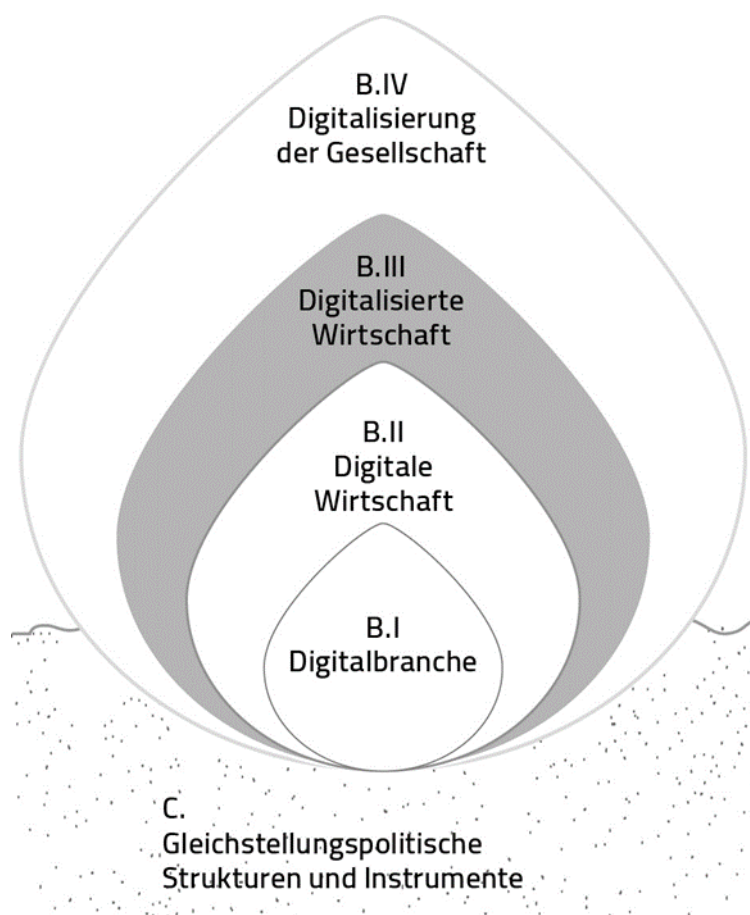 B.IV
Digitalisierung
der Gesellschaft
B.III
Digitalisierte
Wirtschaft
B.II
Digitale
Wirtschaft
B.I
Digitalbranche
C.
Gleichstellungspolitische
Strukturen und Instrumente